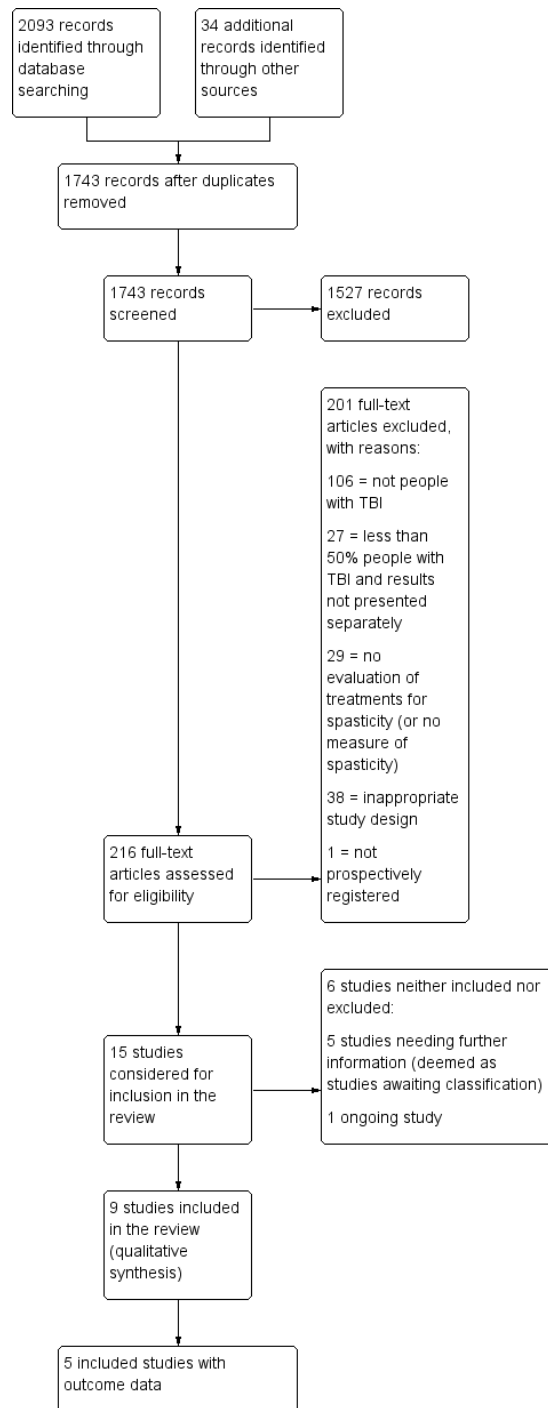 2093 records
identified through
database
searching
34 additional
records identified
through other
sources
1743 records after duplicates
removed
1743 records
screened
1527 records
excluded
201 full-text
articles excluded,
with reasons:
106 = not people
with TBI
27 = less than
50% people with
TBI and results
not presented
separately
29 = no
evaluation of
treatments for
spasticity (or no
measure of
spasticity)
38 = inappropriate
study design
1 = not
prospectively
registered
216 full-text
articles assessed
for eligibility
6 studies neither included nor
excluded:
5 studies needing further
information (deemed as
studies awaiting classification)
1 ongoing study
15 studies
considered for
inclusion in the
review
9 studies included
in the review
(qualitative
synthesis)
5 included studies with
outcome data